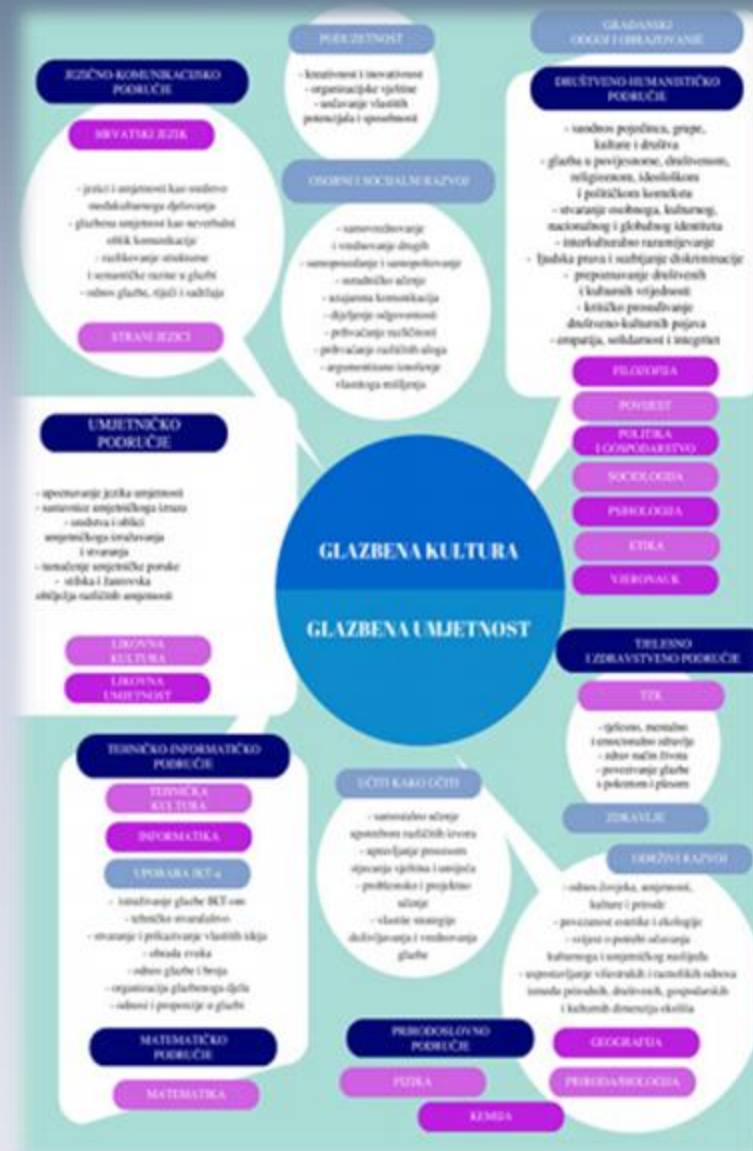 PODUZETNOST
- kreativnost i inovativnost
- organizacijske vještine
- uočavanje vlastitih
potencijala i sposobnosti
GRAĐANSKI
ODGOJ I OBRAZOVANJE
JEZIČNO-KOMUNIKACIJSKO
PODRUČJE
HRVATSKI JEZIK
- jezici i umjetnosti kao sredstvo
međukulturnoga djelovanja
- glazbena umjetnost kao neverbalni
oblik komunikacije
- razlikovanje strukturne
i semantičke razine u glazbi
- odnos glazbe, riječi i sadržaja
STRANI JEZICI
OSOBNI I SOCIJALNI RAZVOJ
- samovrednovanje
i vrednovanje drugih
- samopouzdanje i samopoštovanje
- suradničko učenje
- uzajamna komunikacija
- dijeljenje odgovornosti
- prihvaćanje različitosti
- prihvaćanje različitih uloga
- argumentirano iznošenje
vlastitoga mišljenja
DRUŠTVENO-HUMANISTIČKO
PODRUČJE
- suodnos pojedinca, grupe,
kulture i društva
- glazba u povijesnome, društvenom,
religioznom, ideološkom
i političkom kontekstu
- stvaranje osobnoga, kulturnog,
nacionalnog i globalnog identiteta
- interkulturalno razumijevanje
- ljudska prava i suzbijanje diskriminacije
- prepoznavanje društvenih
i kulturnih vrijednosti
- kritičko prosuđivanje
društveno-kulturnih pojava
- empatija, solidarnost i integritet
FILOZOFIJA
POVIJEST
POLITIKA
I GOSPODARSTVO
SOCIOLOGIJA
PSIHOLOGIJA
ETIKA
VJERONAUK
UMJETNIČKO
PODRUČJE
- upoznavanje jezika umjetnosti
- sastavnice umjetničkoga izraza
- sredstva i oblici
umjetničkoga izražavanja
i stvaranja
- tumačenje umjetničke poruke
- stilska i žanrovska
obilježja različitih umjetnosti
LIKOVNA
KULTURA
LIKOVNA
UMJETNOST
GLAZBENA KULTURA
GLAZBENA UMJETNOST
TJELESNO
I ZDRAVSTVENO PODRUČJE
TZK
- tjelesno, mentalno
i emocionalno zdravlje
- zdrav način života
- povezivanje glazbe
s pokretom i plesom
ZDRAVLJE
TEHNIČKO-INFORMATIČKO
PODRUČJE
TEHNIČKA
KULTURA
INFORMATIKA
UPORABA IKT-a
- istraživanje glazbe IKT-om
- tehničko stvaralaštvo
- stvaranje i prikazivanje vlastitih ideja
- obrada zvuka
- odnos glazbe i broja
- organizacija glazbenoga djela
- odnosi i proporcije u glazbi
MATEMATIČKO
PODRUČJE
MATEMATIKA
UČITI KAKO UČITI
- samostalno učenje
upotrebom različitih izvora
- upravljanje procesom
stjecanja vještina i umijeća
- problemsko i projektno
učenje
- vlastite strategije
doživljavanja i vrednovanja
glazbe
ODRŽIVI RAZVOJ
- odnos čovjeka, umjetnosti,
kulture i prirode
- povezanost estetike i ekologije
- svijest o potrebi očuvanja
kulturnoga i umjetničkog naslijeđa
- uspostavljanje višestrukih i raznolikih odnosa
između prirodnih, društvenih, gospodarskih
i kulturnih dimenzija okoliša
PRIRODOSLOVNO
PODRUČJE
GEOGRAFIJA
FIZIKA
PRIRODA/BIOLOGIJA
KEMIJA